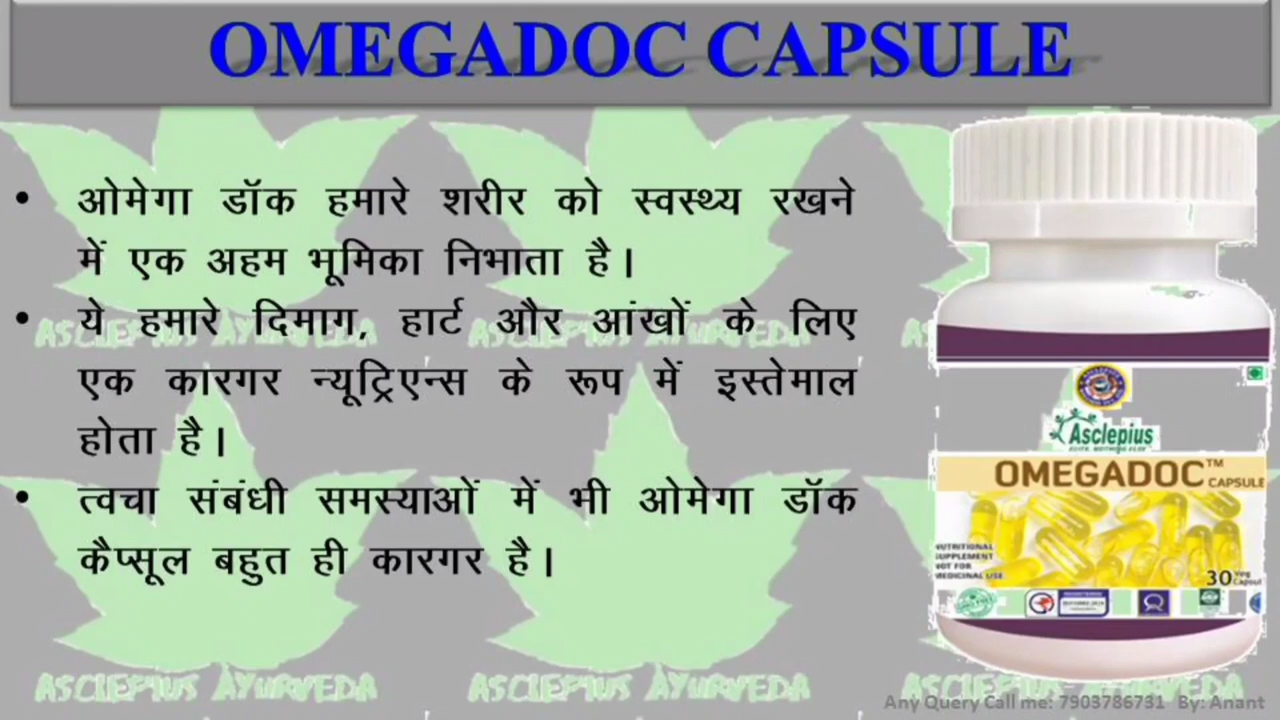 OMEGADOC CAPSULE
• ओमेगा डॉक हमारे शरीर को स्वस्थ्य रखने
में एक अहम भूमिका निभाता है।
• ये हमारे दिमाग, हार्ट और आंखों के लिए
एक कारगर न्यूट्रिएन्स के रूप में इस्तेमाल
होता है।
• त्वचा संबंधी समस्याओं में भी ओमेगा डॉक
कैप्सूल बहुत ही कारगर है।
Asclepius
OMEGADOC™ CAPSULE
NUTRITIONAL
SUPPLEMENT
NOT FOR
MEDICINAL USE
30 Veg
Capsul
ASCLEPIUS AYURVEDA ASCLEPIUS AYURVEDA
ASCLEPIUS AYURVEDA ASCLEPIUS AYURVEDA
Any Query Call me: 7903786731 By: Anant